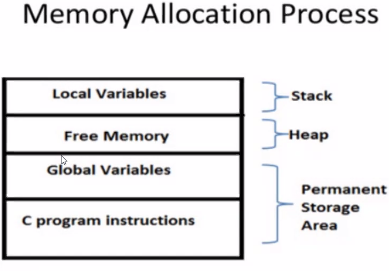 Memory Allocation Process
Local Variables
Stack
Free Memory
Heap
Global Variables
C program instructions
Permanent
Storage
Area